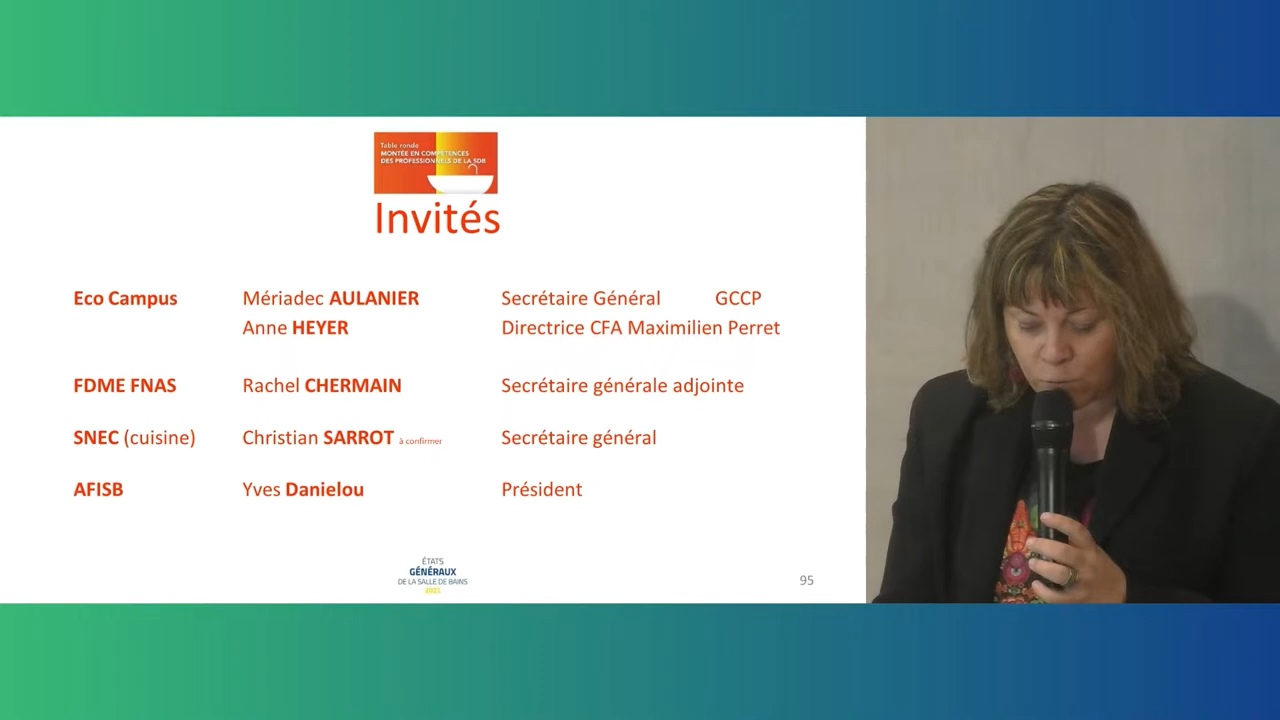 Table ronde
MONTÉE EN COMPÉTENCES
DES PROFESSIONNELS DE LA SDB
Invités
Eco Campus Mériadec AULANIER Secrétaire Général GCCP
Anne HEYER Directrice CFA Maximilien Perret
FDME FNAS Rachel CHERMAIN Secrétaire générale adjointe
SNEC (cuisine) Christian SARROT à confirmer Secrétaire général
AFISB Yves Danielou Président
ÉTATS
GÉNÉRAUX
DE LA SALLE DE BAINS
2021
95